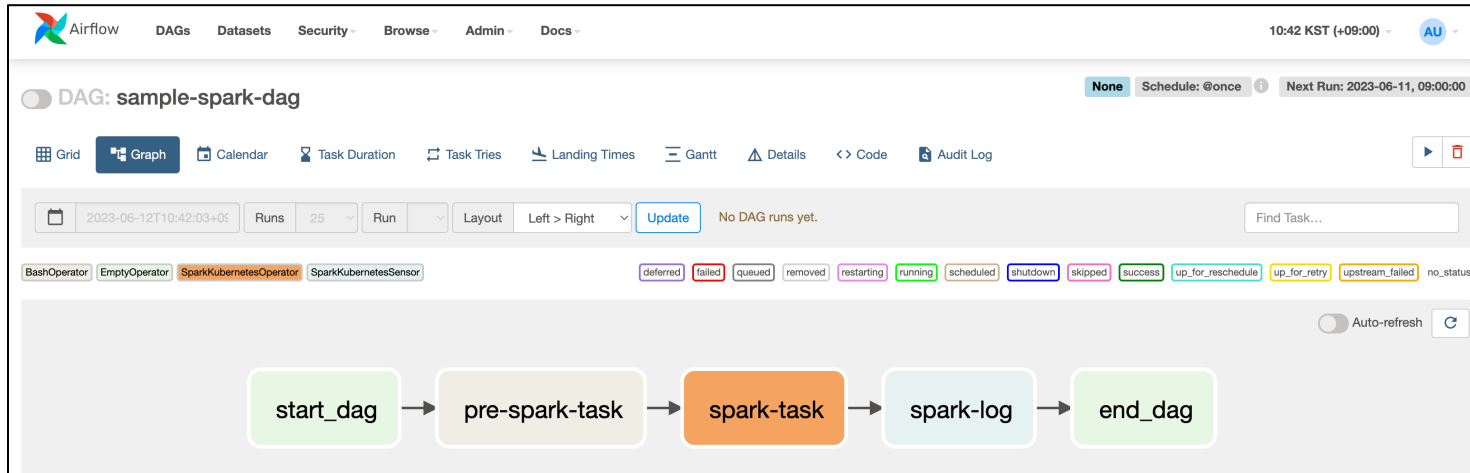 Airflow DAGs Datasets Security Browse Admin Docs 10:42 KST (+09:00) AU
None Schedule: @once i Next Run: 2023-06-11, 09:00:00
DAG: sample-spark-dag
Grid Graph Calendar Task Duration Task Tries Landing Times Gantt Details <> Code Audit Log
2023-06-12T10:42:03+09 Runs 25 Run Layout Left > Right Update No DAG runs yet. Find Task...
BashOperator EmptyOperator SparkKubernetesOperator SparkKubernetesSensor deferred failed queued removed restarting running scheduled shutdown skipped success up_for_reschedule up_for_retry upstream_failed no_status
Auto-refresh
start_dag pre-spark-task spark-task spark-log end_dag